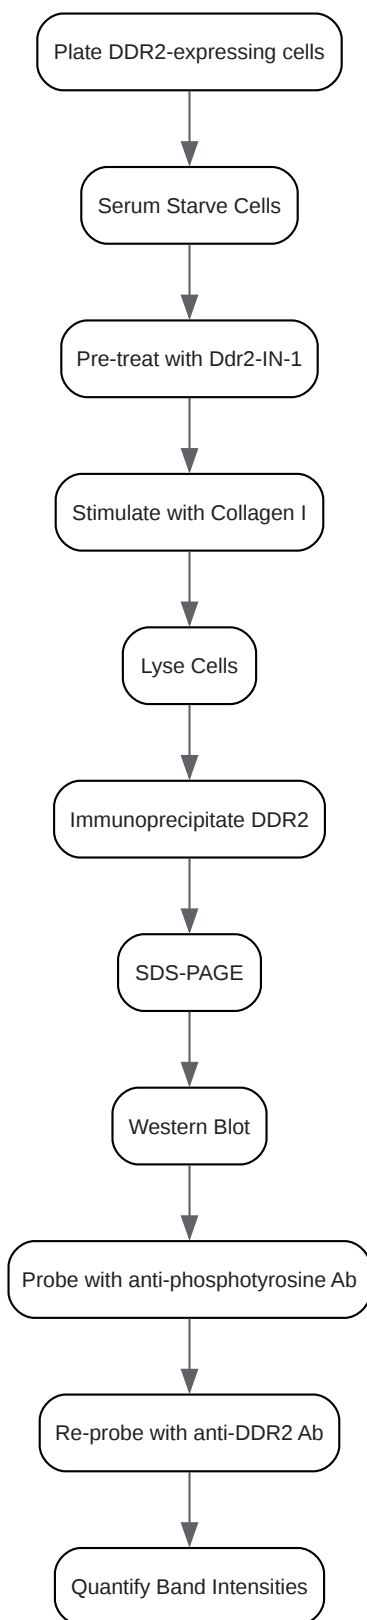 Plate DDR2-expressing cells
Serum Starve Cells
Pre-treat with Ddr2-IN-1
Stimulate with Collagen I
Lyse Cells
Immunoprecipitate DDR2
SDS-PAGE
Western Blot
Probe with anti-phosphotyrosine Ab
Re-probe with anti-DDR2 Ab
Quantify Band Intensities